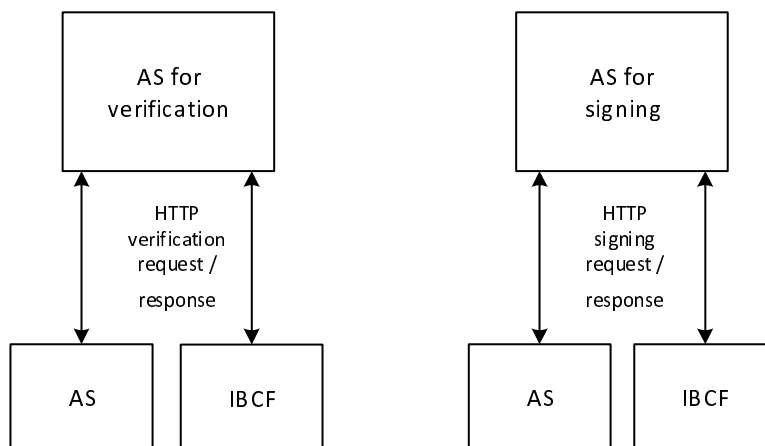 AS for
verification
HTTP
verification
request /
response
AS
IBCF
AS for
signing
HTTP
signing
request /
response
AS
IBCF